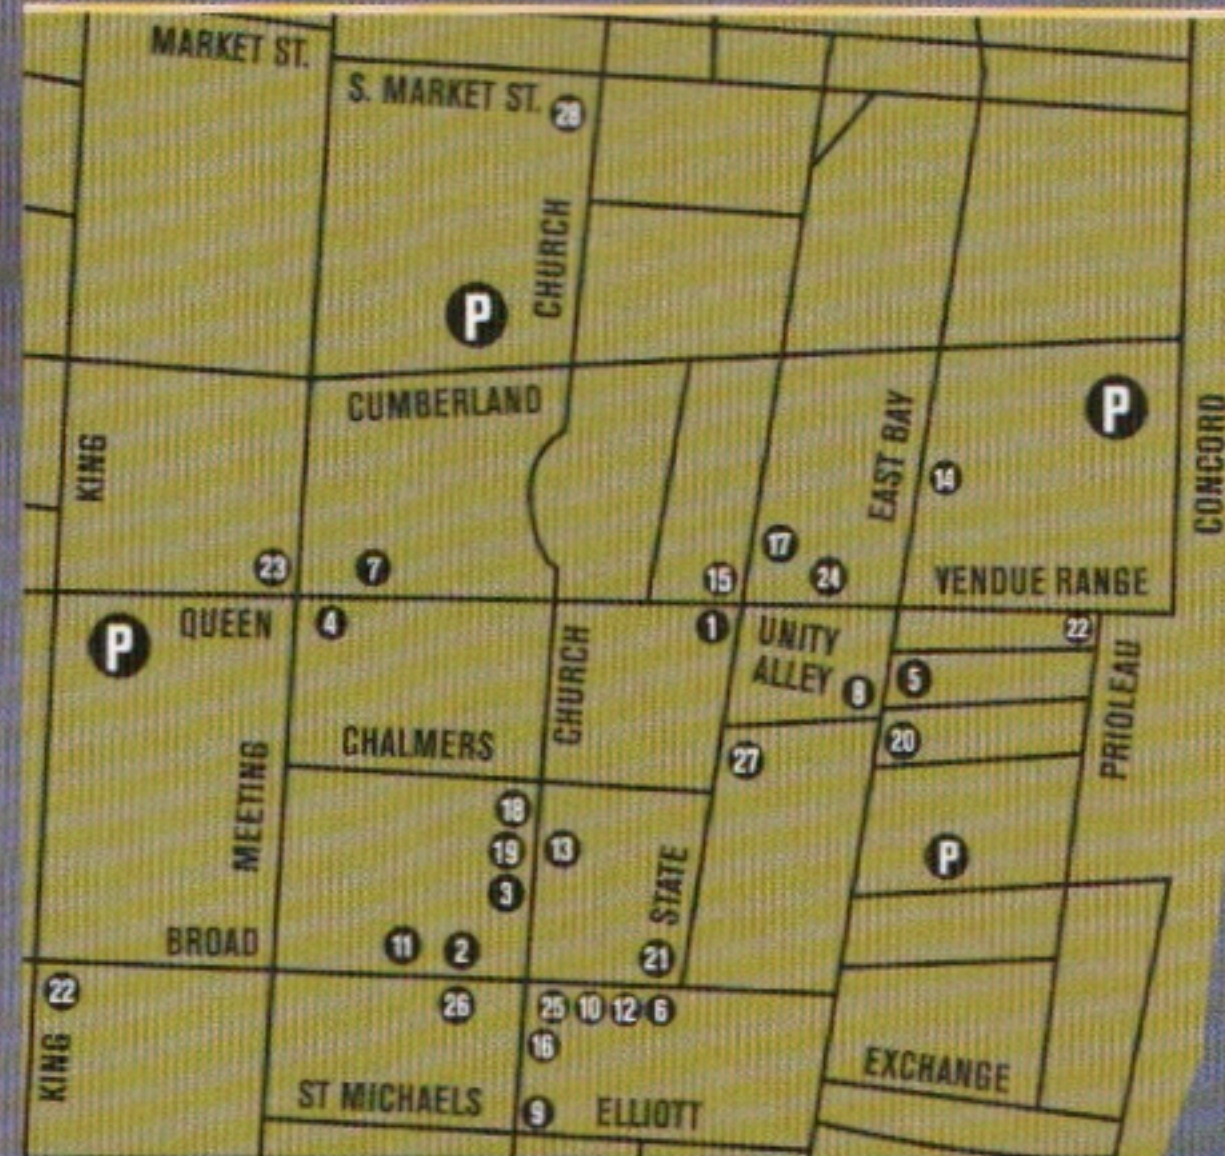 MARKET ST.
S. MARKET ST. 28
CHURCH
P
CUMBERLAND
P
KING
EAST BAY
CONCORD
14
17
23
7
15
24
VENDUE RANGE
P
QUEEN
4
1
UNITY
ALLEY
22
8
5
CHURCH
PRIOLEAU
CHALMERS
20
27
MEETING
18
19
13
3
STATE
P
BROAD
11
2
21
22
26
25
10
12
6
16
KING
ST MICHAELS
9
ELLIOTT
EXCHANGE